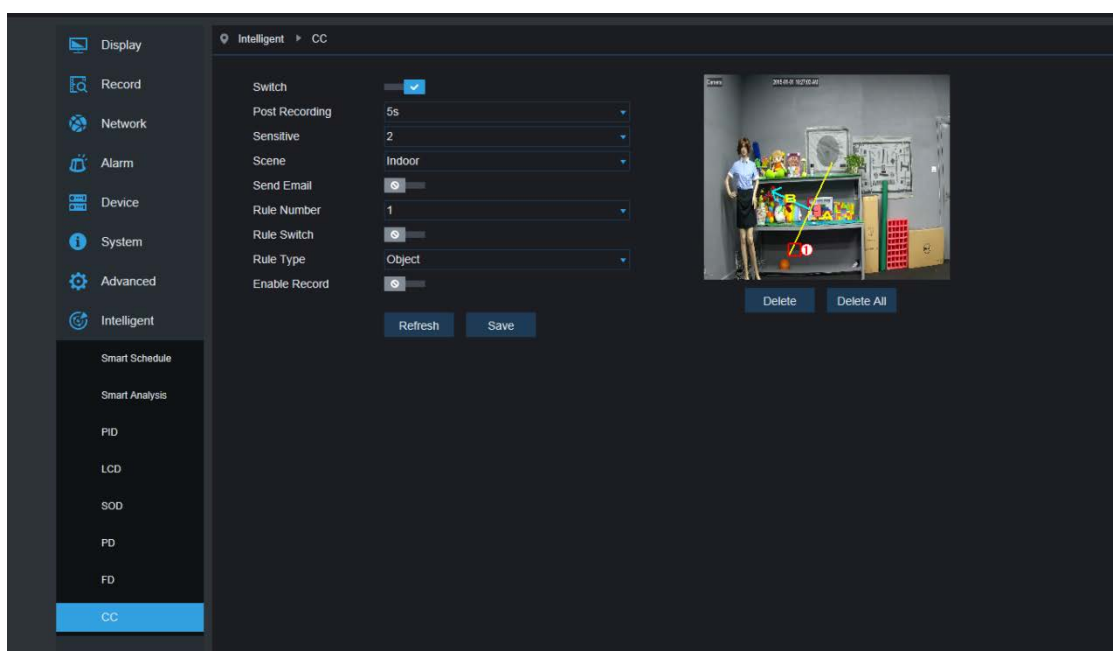 Display
Record
Network
Alarm
Device
System
Advanced
Intelligent
Smart Schedule
Smart Analysis
PID
LCD
SOD
PD
FD
CC
Intelligent CC
Switch
Post Recording 5s
Sensitive 2
Scene Indoor
Send Email
Rule Number 1
Rule Switch
Rule Type Object
Enable Record
Refresh Save
Camera
B
A
1
Delete Delete All